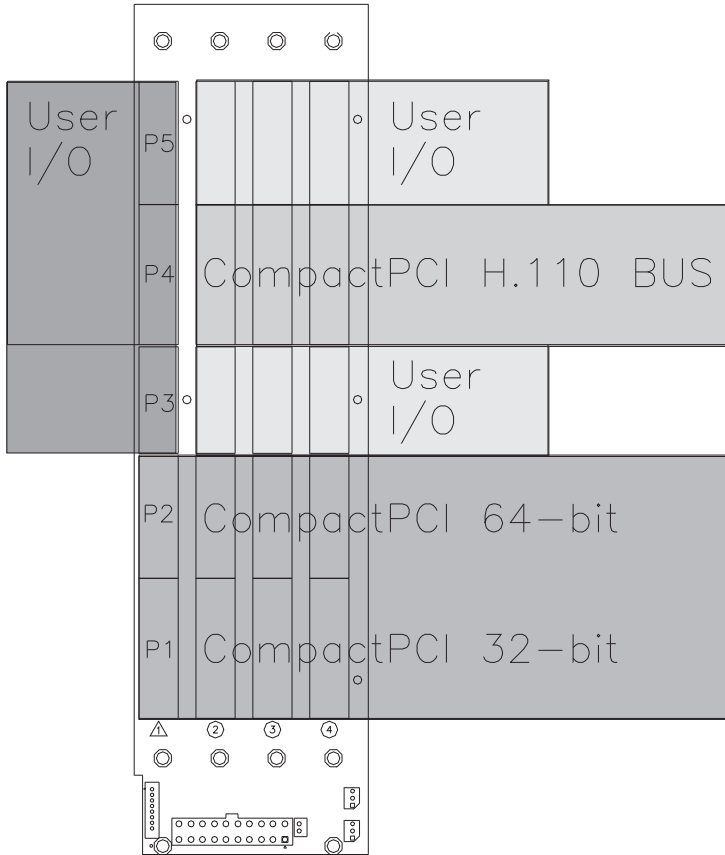 User
I/O
P5
User
I/O
P4
CompactPCI H.110 BUS
P3
User
I/O
P2
CompactPCI 64-bit
P1
CompactPCI 32-bit
1
2
3
4